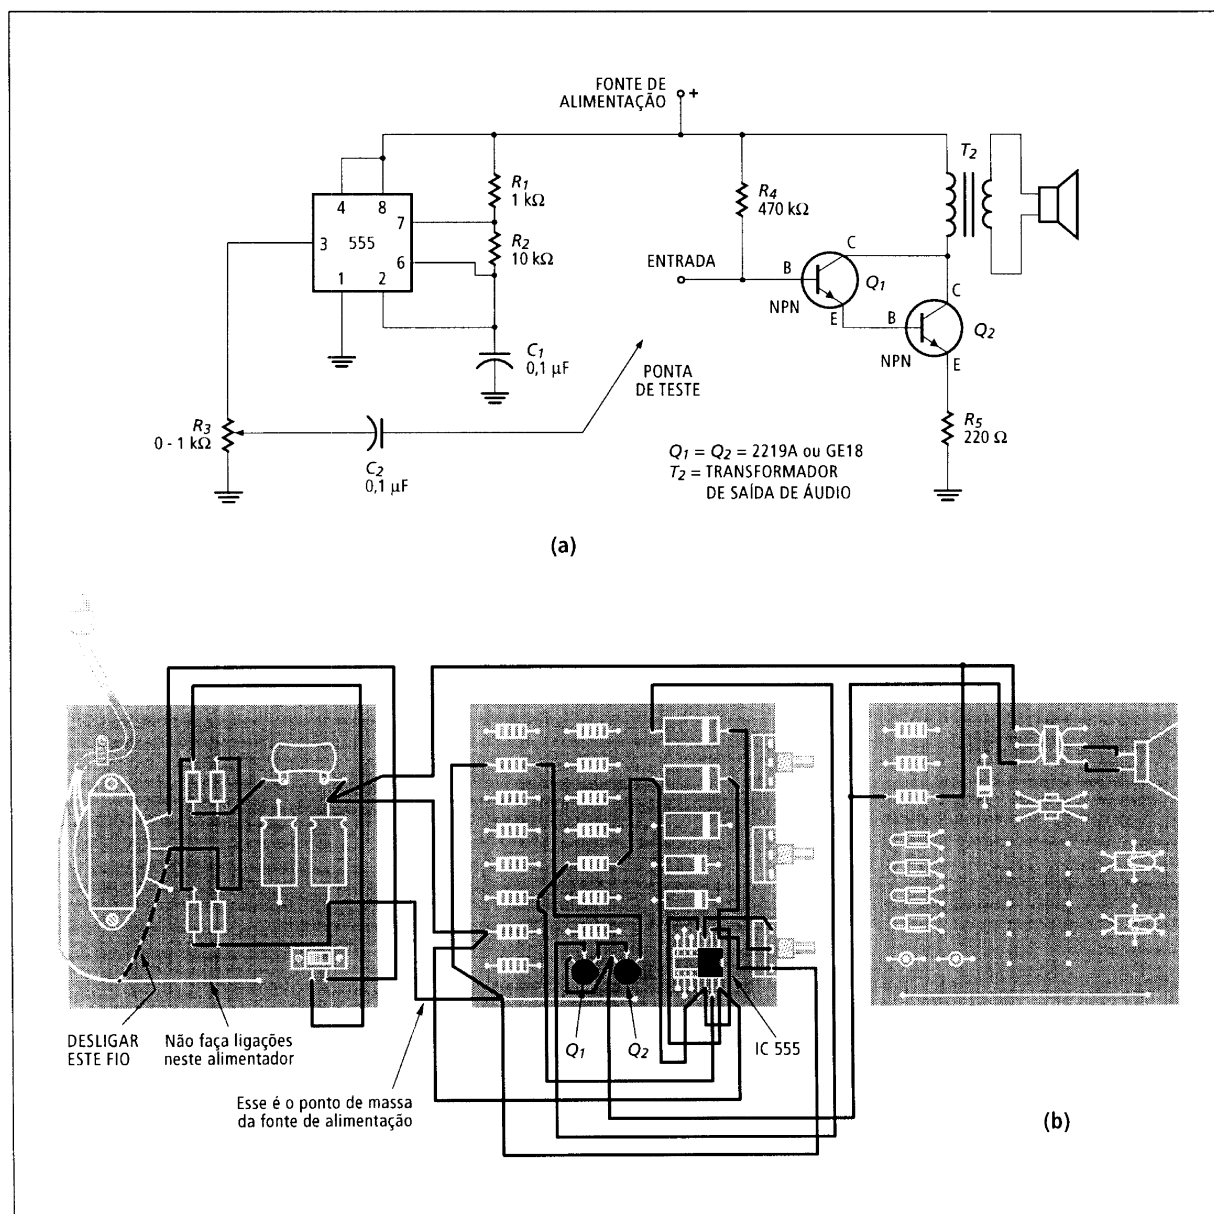 FONTE DE
ALIMENTAÇÃO
+
T2
R1
1 kΩ
R4
470 kΩ
4 8
7
3 555
R2
10 kΩ
6
C
ENTRADA
B
Q1
1 2
NPN
E
C
B
Q2
NPN
E
C1
0,1 µF
PONTA
DE TESTE
R3
0 - 1 kΩ
R5
220 Ω
C2
0,1 µF
Q1 = Q2 = 2219A ou GE18
T2 = TRANSFORMADOR
DE SAÍDA DE ÁUDIO
(a)
DESLIGAR
ESTE FIO
Não faça ligações
neste alimentador
Q1
Q2
IC 555
Esse é o ponto de massa
da fonte de alimentação
(b)